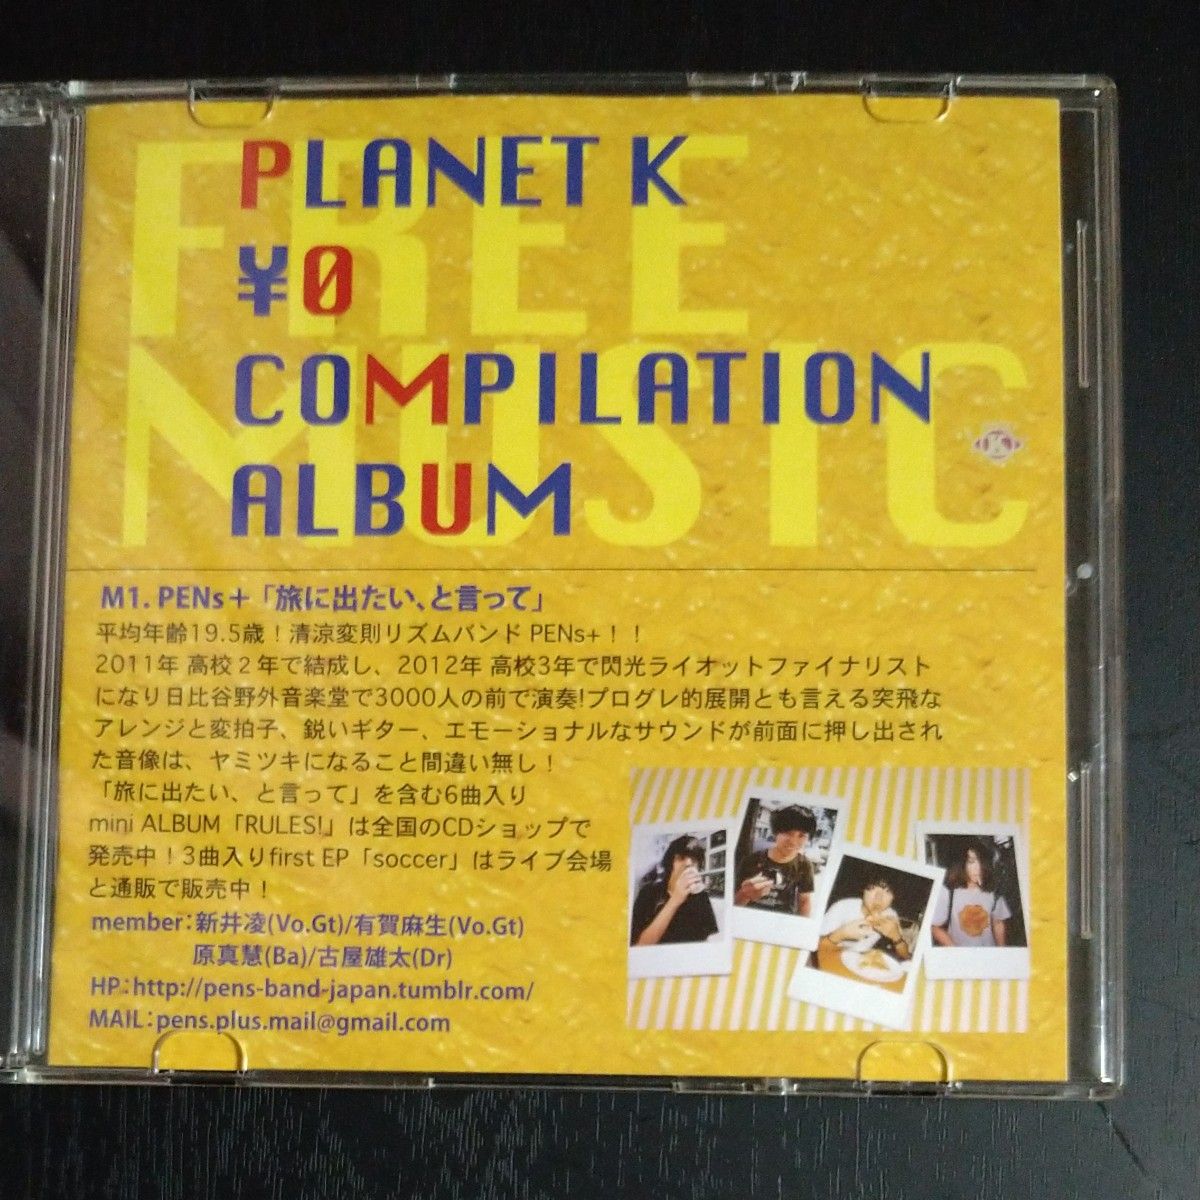 FREE
MUSIC
PLANET K
¥0
COMPILATION
ALBUM
K
M1. PENs+「旅に出たい、と言って」
平均年齢19.5歳！清涼変則リズムバンド PENs+！！
2011年 高校２年で結成し、2012年 高校3年で閃光ライオットファイナリスト
になり日比谷野外音楽堂で3000人の前で演奏!プログレ的展開とも言える突飛な
アレンジと変拍子、鋭いギター、エモーショナルなサウンドが前面に押し出され
た音像は、ヤミツキになること間違い無し！
「旅に出たい、と言って」を含む6曲入り
mini ALBUM「RULES!」は全国のCDショップで
発売中！3曲入りfirst EP「soccer」はライブ会場
と通販で販売中！
member：新井凌(Vo.Gt)/有賀麻生(Vo.Gt)
原真慧(Ba)/古屋雄太(Dr)
HP：http://pens-band-japan.tumblr.com/
MAIL：pens.plus.mail@gmail.com